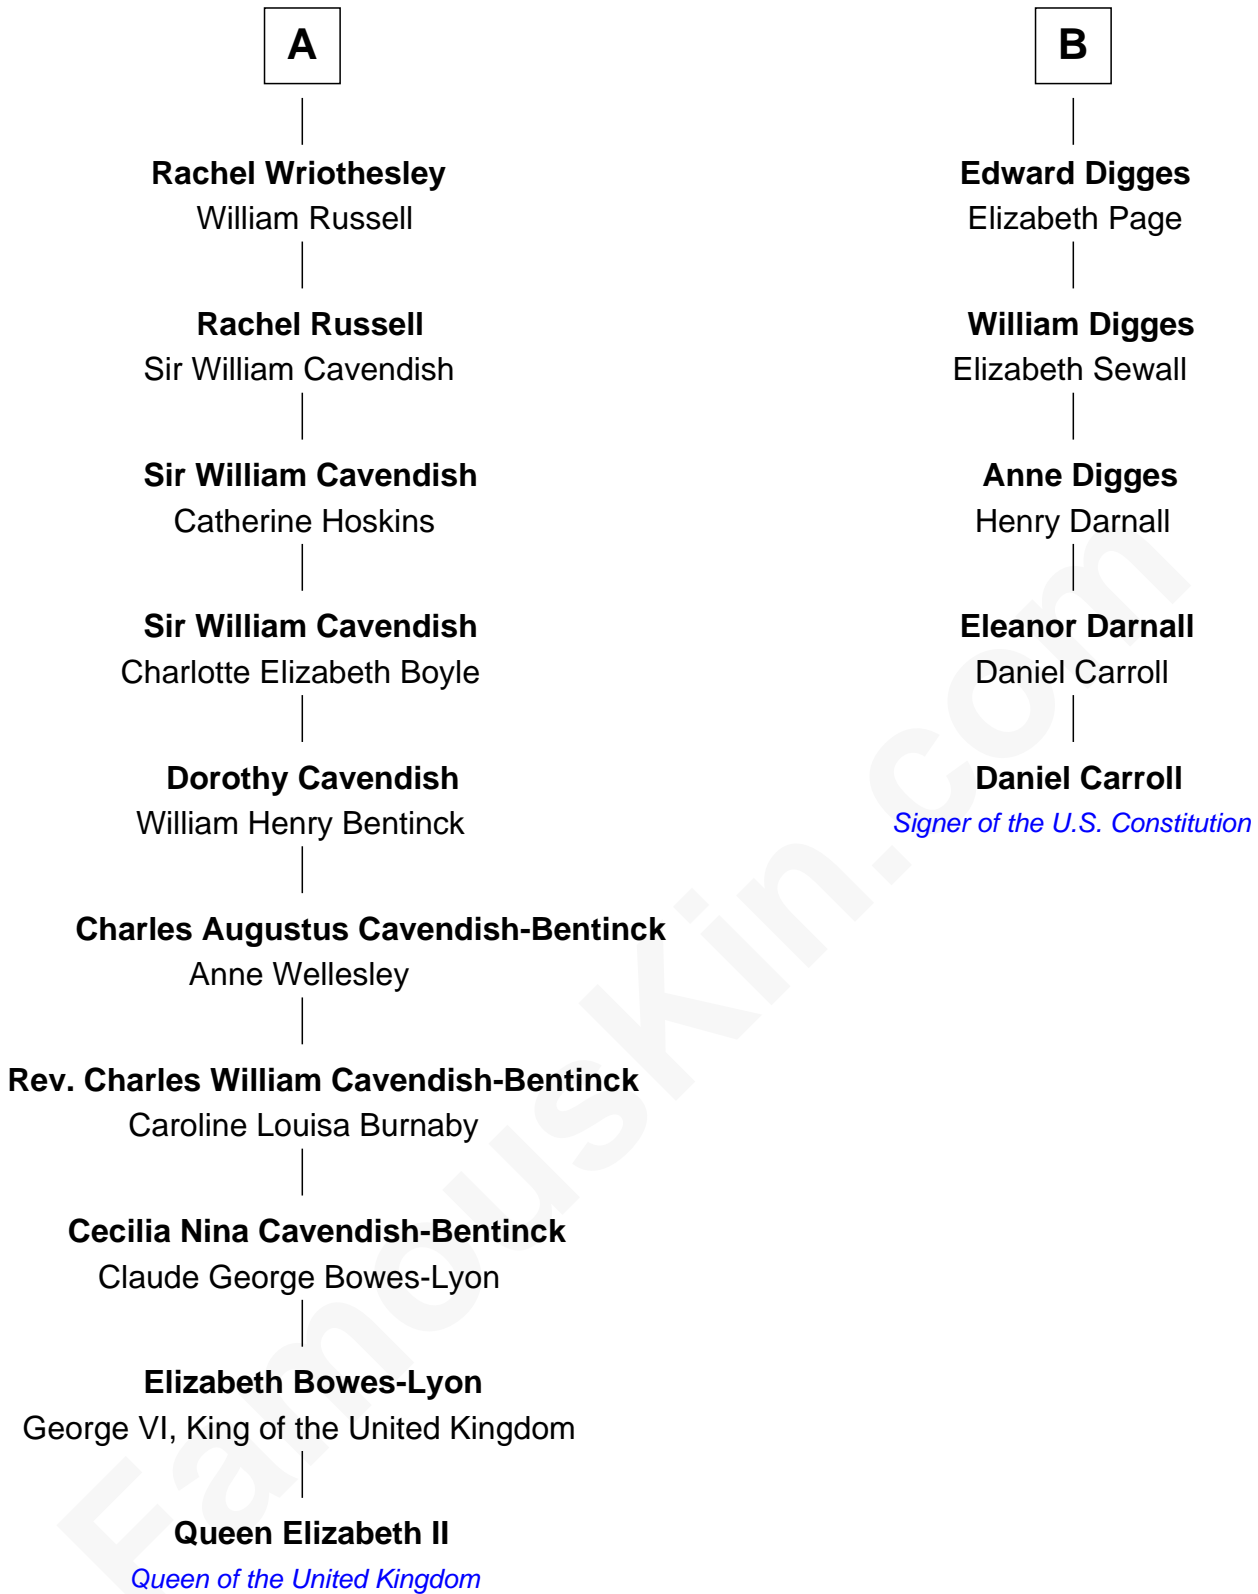 A
Rachel Wriothesley
William Russell
Rachel Russell
Sir William Cavendish
Sir William Cavendish
Catherine Hoskins
Sir William Cavendish
Charlotte Elizabeth Boyle
Dorothy Cavendish
William Henry Bentinck
Charles Augustus Cavendish-Bentinck
Anne Wellesley
Rev. Charles William Cavendish-Bentinck
Caroline Louisa Burnaby
Cecilia Nina Cavendish-Bentinck
Claude George Bowes-Lyon
Elizabeth Bowes-Lyon
George VI, King of the United Kingdom
Queen Elizabeth II
Queen of the United Kingdom
B
Edward Digges
Elizabeth Page
William Digges
Elizabeth Sewall
Anne Digges
Henry Darnall
Eleanor Darnall
Daniel Carroll
Daniel Carroll
Signer of the U.S. Constitution
FamousKin.com